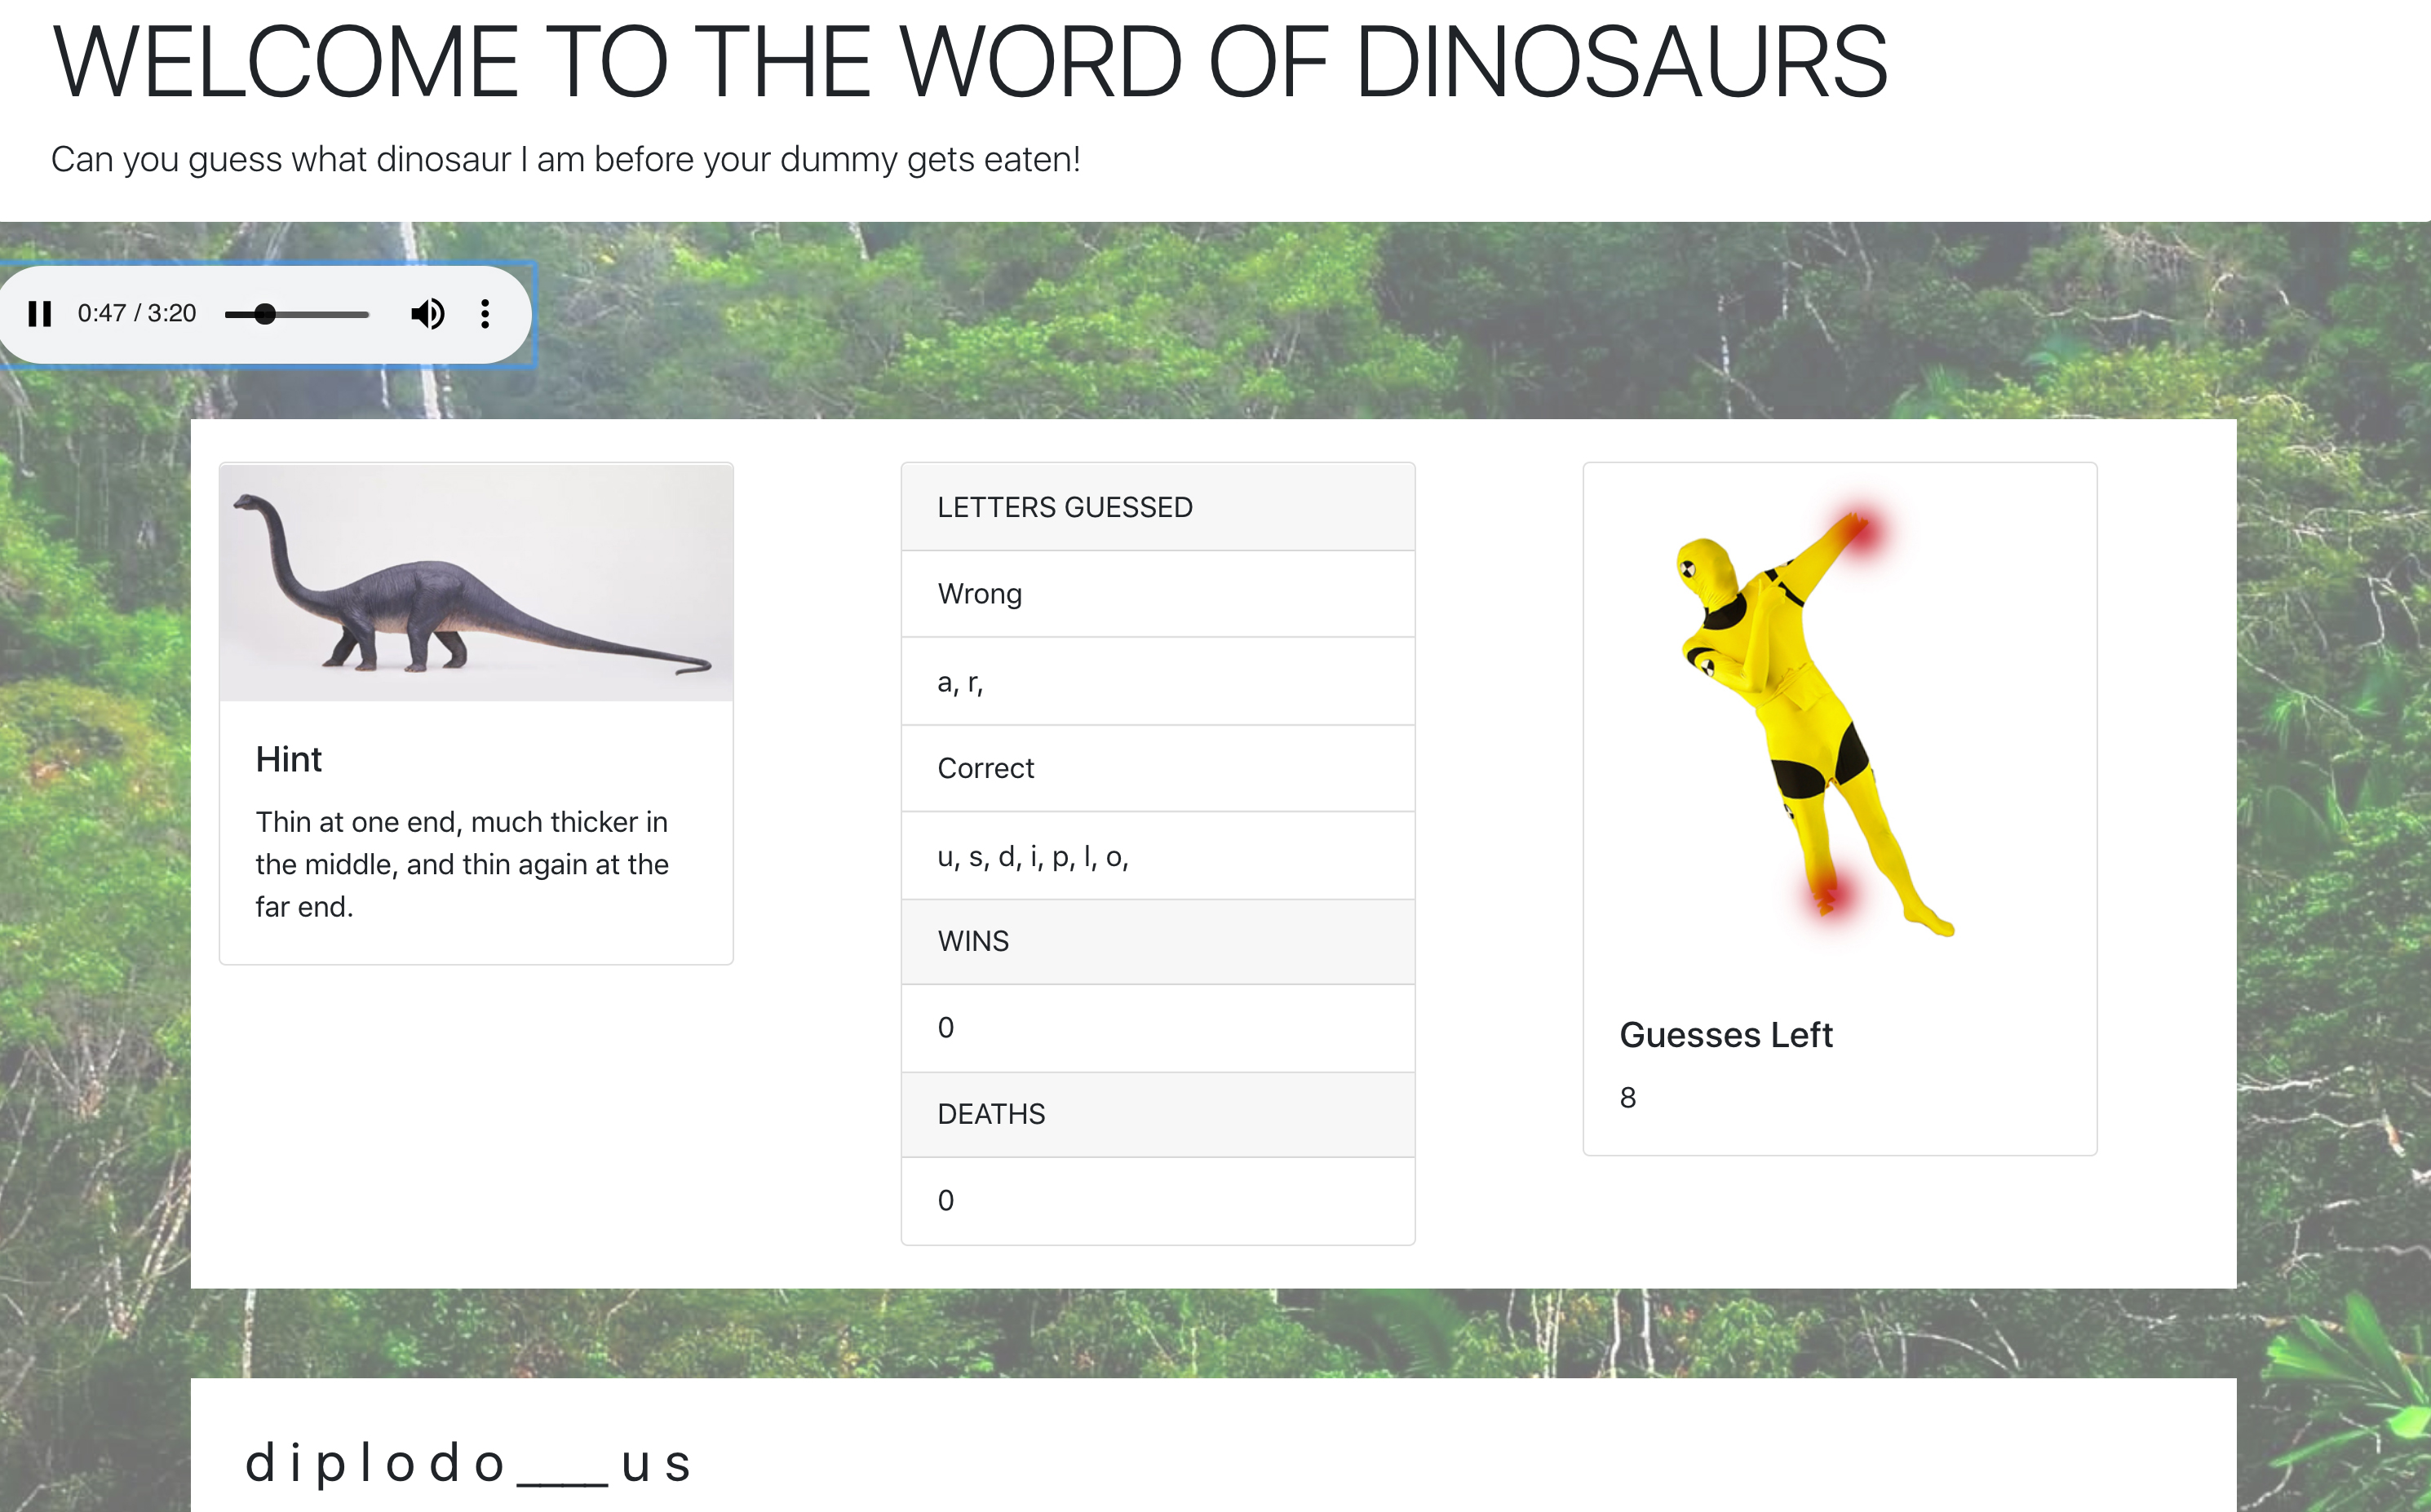 WELCOME TO THE WORD OF DINOSAURS
Can you guess what dinosaur I am before your dummy gets eaten!
0:47 / 3:20
Hint
Thin at one end, much thicker in
the middle, and thin again at the
far end.
LETTERS GUESSED
Wrong
a, r,
Correct
u, s, d, i, p, l, o,
WINS
0
DEATHS
0
Guesses Left
8
d i p l o d o ____ u s